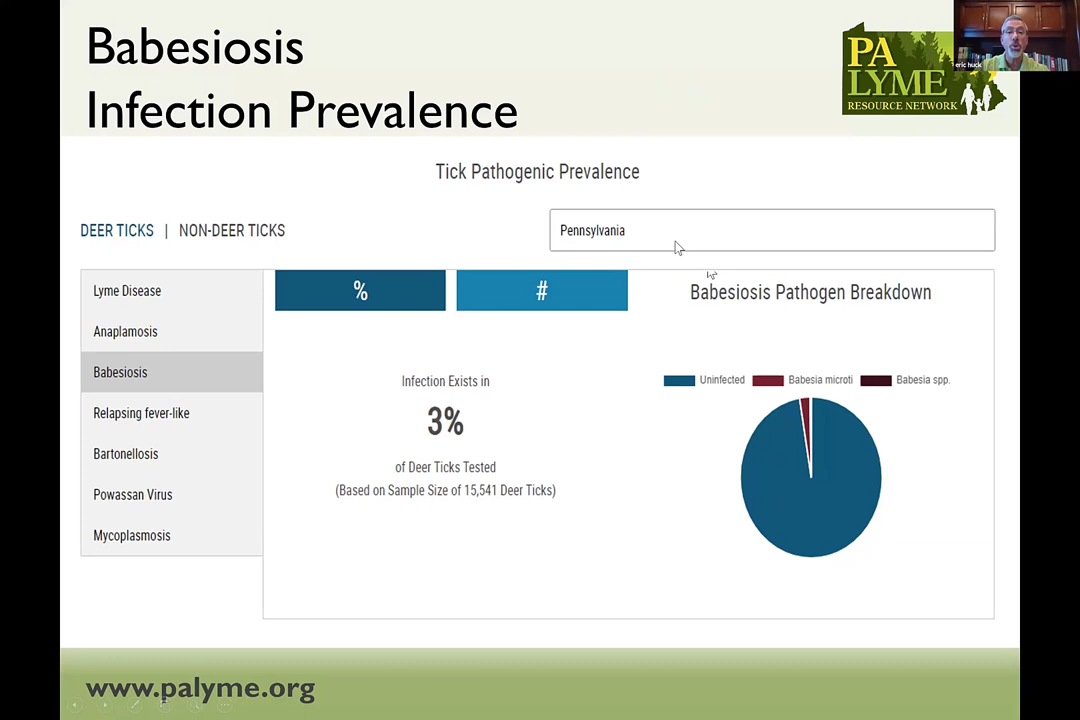 Babesiosis
Infection Prevalence
PA
LYME
RESOURCE NETWORK
eric huck
Tick Pathogenic Prevalence
DEER TICKS | NON-DEER TICKS
Pennsylvania
Lyme Disease
Anaplamosis
Babesiosis
Relapsing fever-like
Bartonellosis
Powassan Virus
Mycoplasmosis
%
#
Infection Exists in
3%
of Deer Ticks Tested
(Based on Sample Size of 15,541 Deer Ticks)
Babesiosis Pathogen Breakdown
Uninfected
Babesia microti
Babesia spp.
www.palyme.org